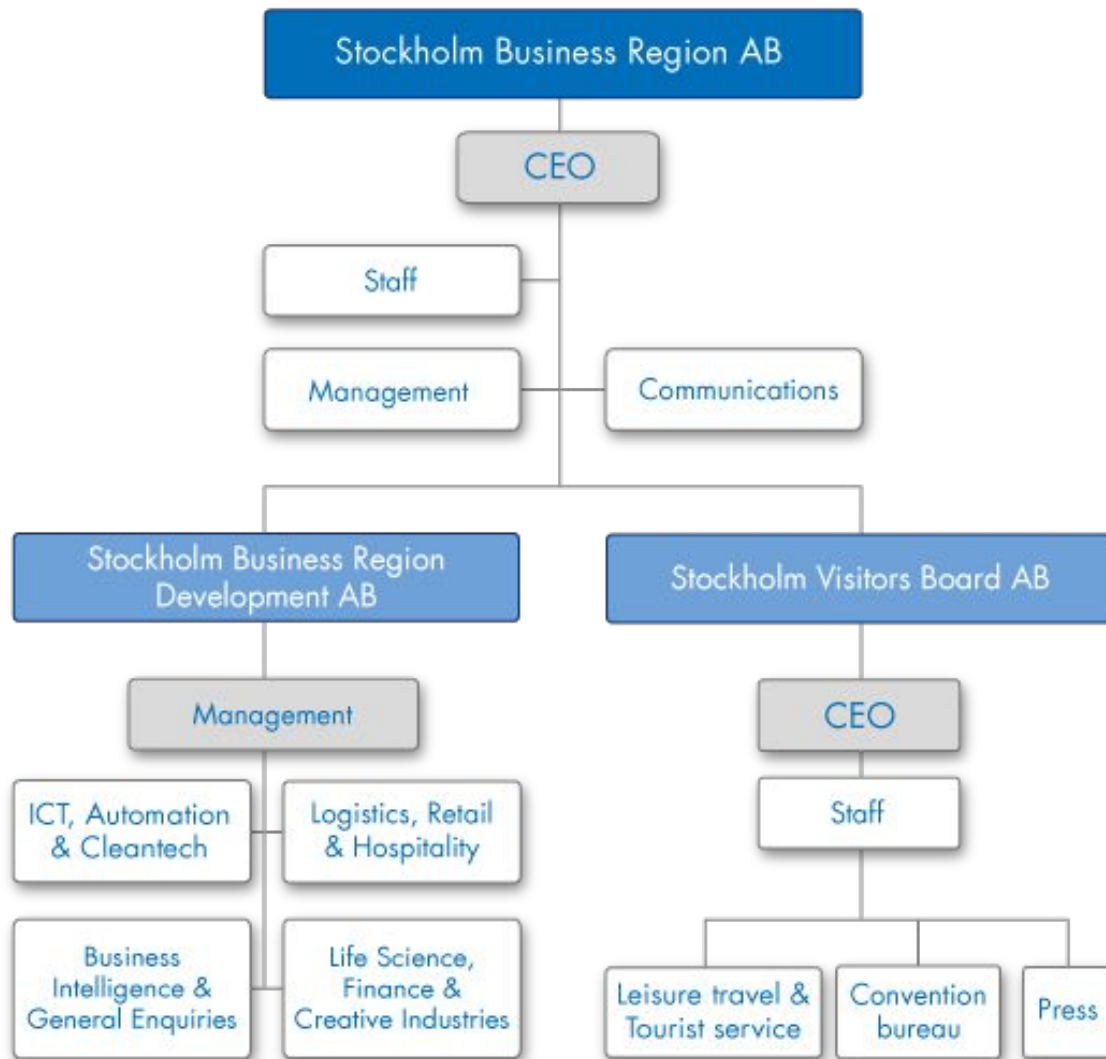 Stockholm Business Region AB
CEO
Staff
Management
Communications
Stockholm Business Region
Development AB
Stockholm Visitors Board AB
Management
CEO
ICT, Automation
& Cleantech
Logistics, Retail
& Hospitality
Staff
Business
Intelligence &
General Enquiries
Life Science,
Finance &
Creative Industries
Leisure travel &
Tourist service
Convention
bureau
Press